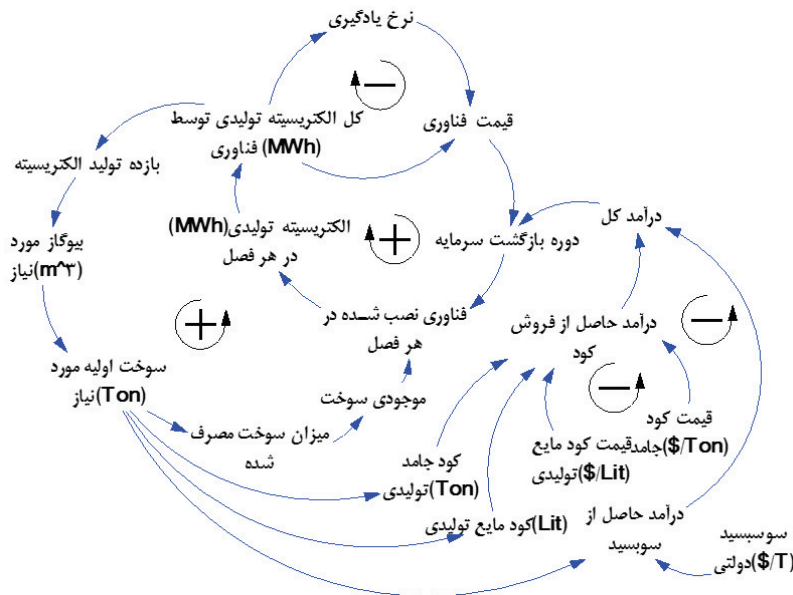 نرخ یادگیری
کل الکتریسیته تولیدی توسط
فناوری (MWh)
قیمت فناوری
بازده تولید الکتریسیته
درآمد کل
الکتریسیته تولیدی(MWh)
در هر فصل
دوره بازگشت سرمایه
بیوگاز مورد
نیاز(m^۳)
فناوری نصب شده در
هر فصل
درآمد حاصل از فروش
کود
سوخت اولیه مورد
نیاز(Ton)
موجودی سوخت
میزان سوخت مصرف
شده
قیمت کود
جامد($/Ton)
قیمت کود مایع
تولیدی($/Lit)
کود جامد
تولیدی(Ton)
کود مایع تولیدی(Lit)
درآمد حاصل از
سوبسید
سوسبسید
دولتی($/T)